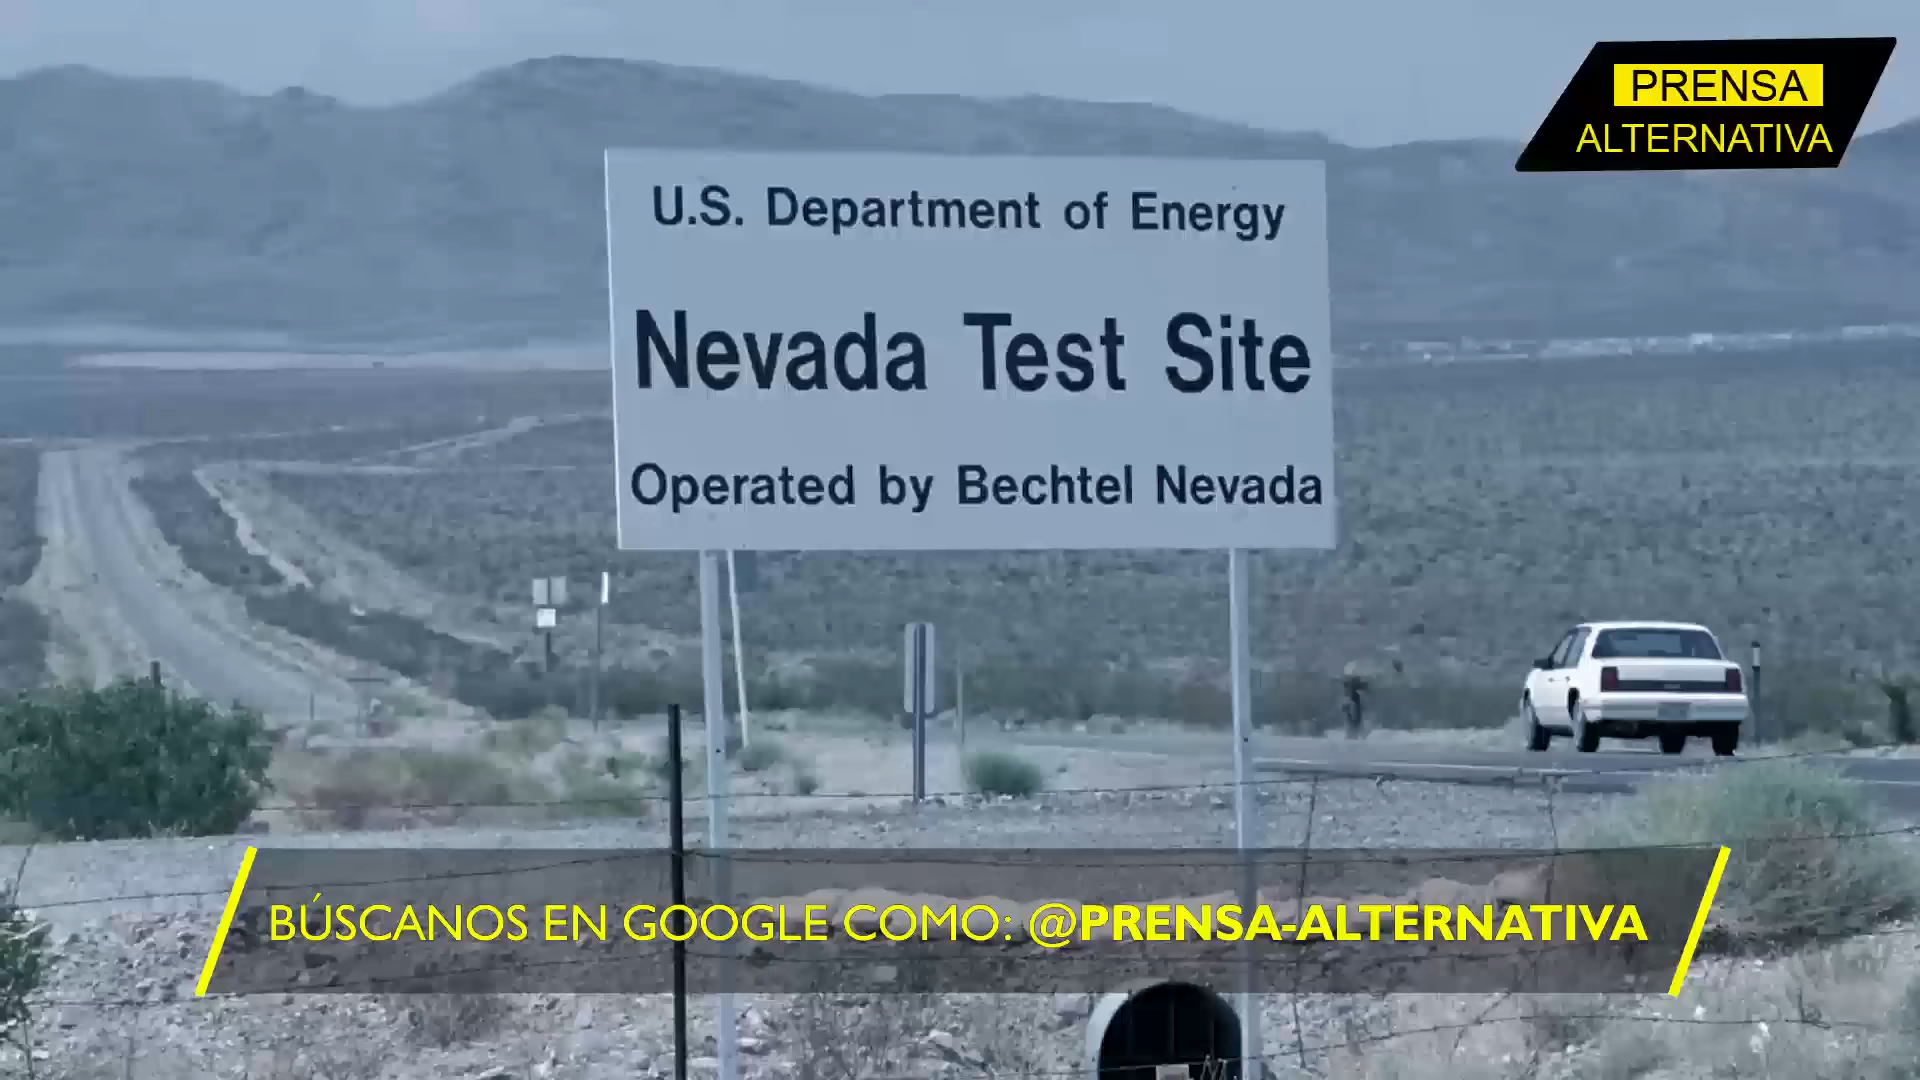 PRENSA
ALTERNATIVA
U.S. Department of Energy
Nevada Test Site
Operated by Bechtel Nevada
BÚSCANOS EN GOOGLE COMO: @PRENSA-ALTERNATIVA